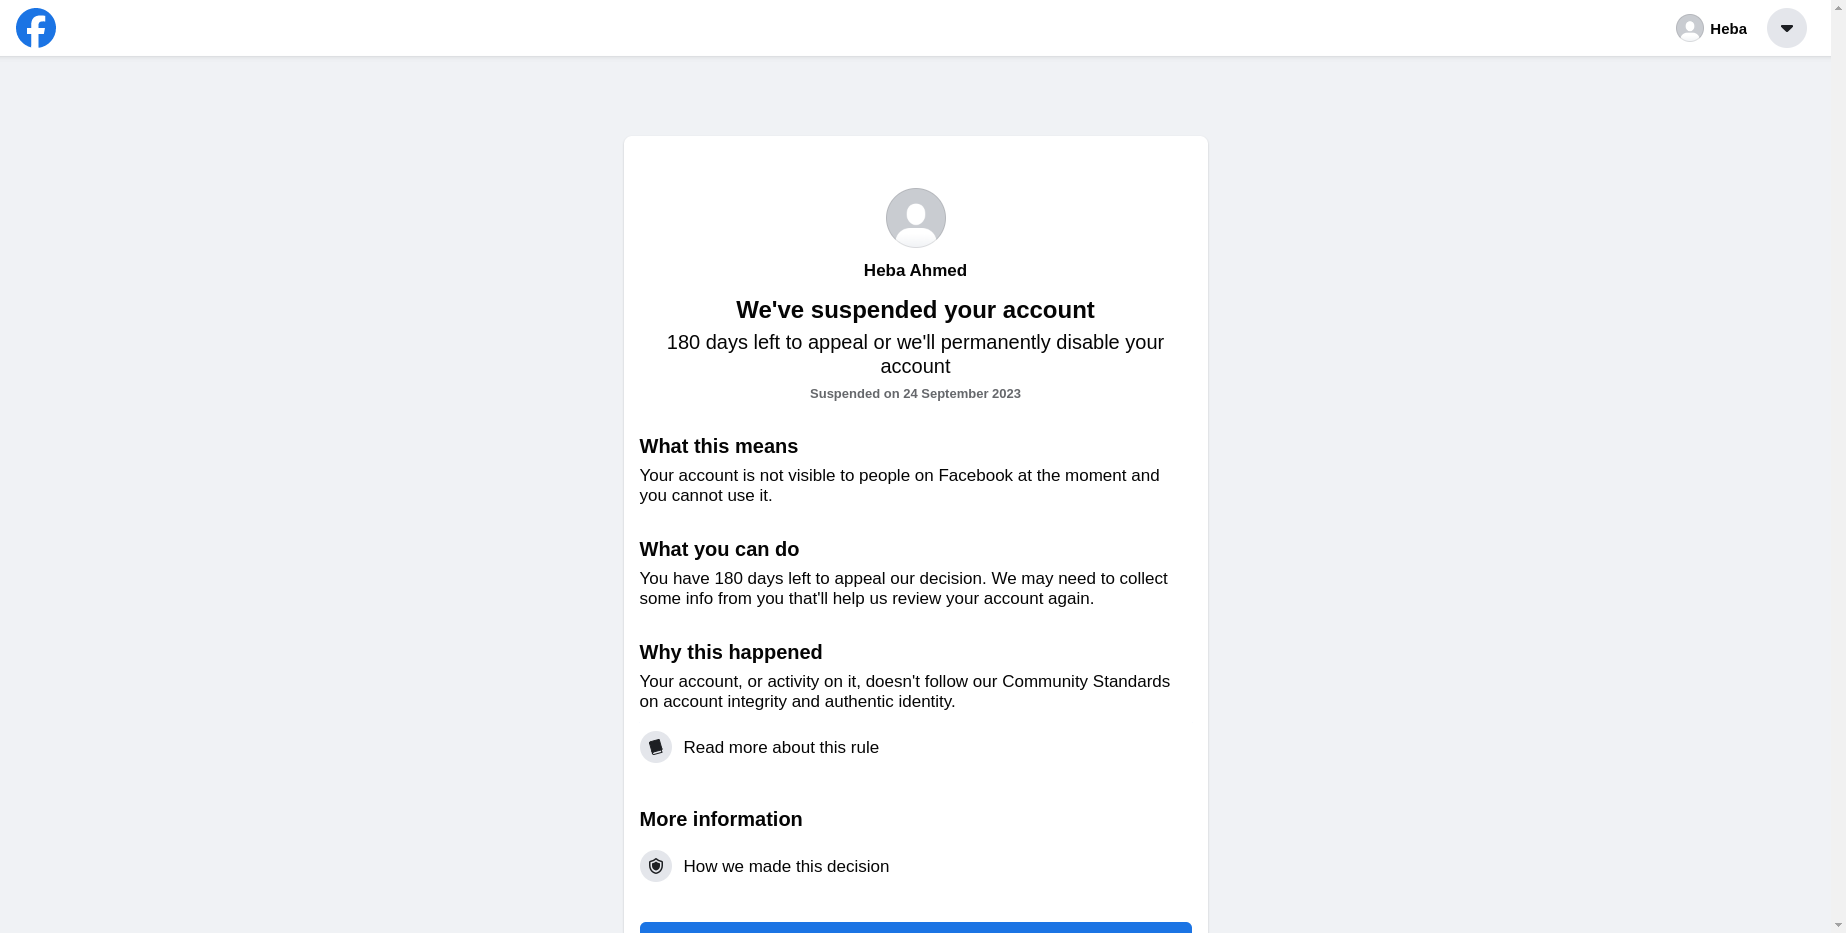 Heba
Heba Ahmed
We've suspended your account
180 days left to appeal or we'll permanently disable your
account
Suspended on 24 September 2023
What this means
Your account is not visible to people on Facebook at the moment and
you cannot use it.
What you can do
You have 180 days left to appeal our decision. We may need to collect
some info from you that'll help us review your account again.
Why this happened
Your account, or activity on it, doesn't follow our Community Standards
on account integrity and authentic identity.
Read more about this rule
More information
How we made this decision